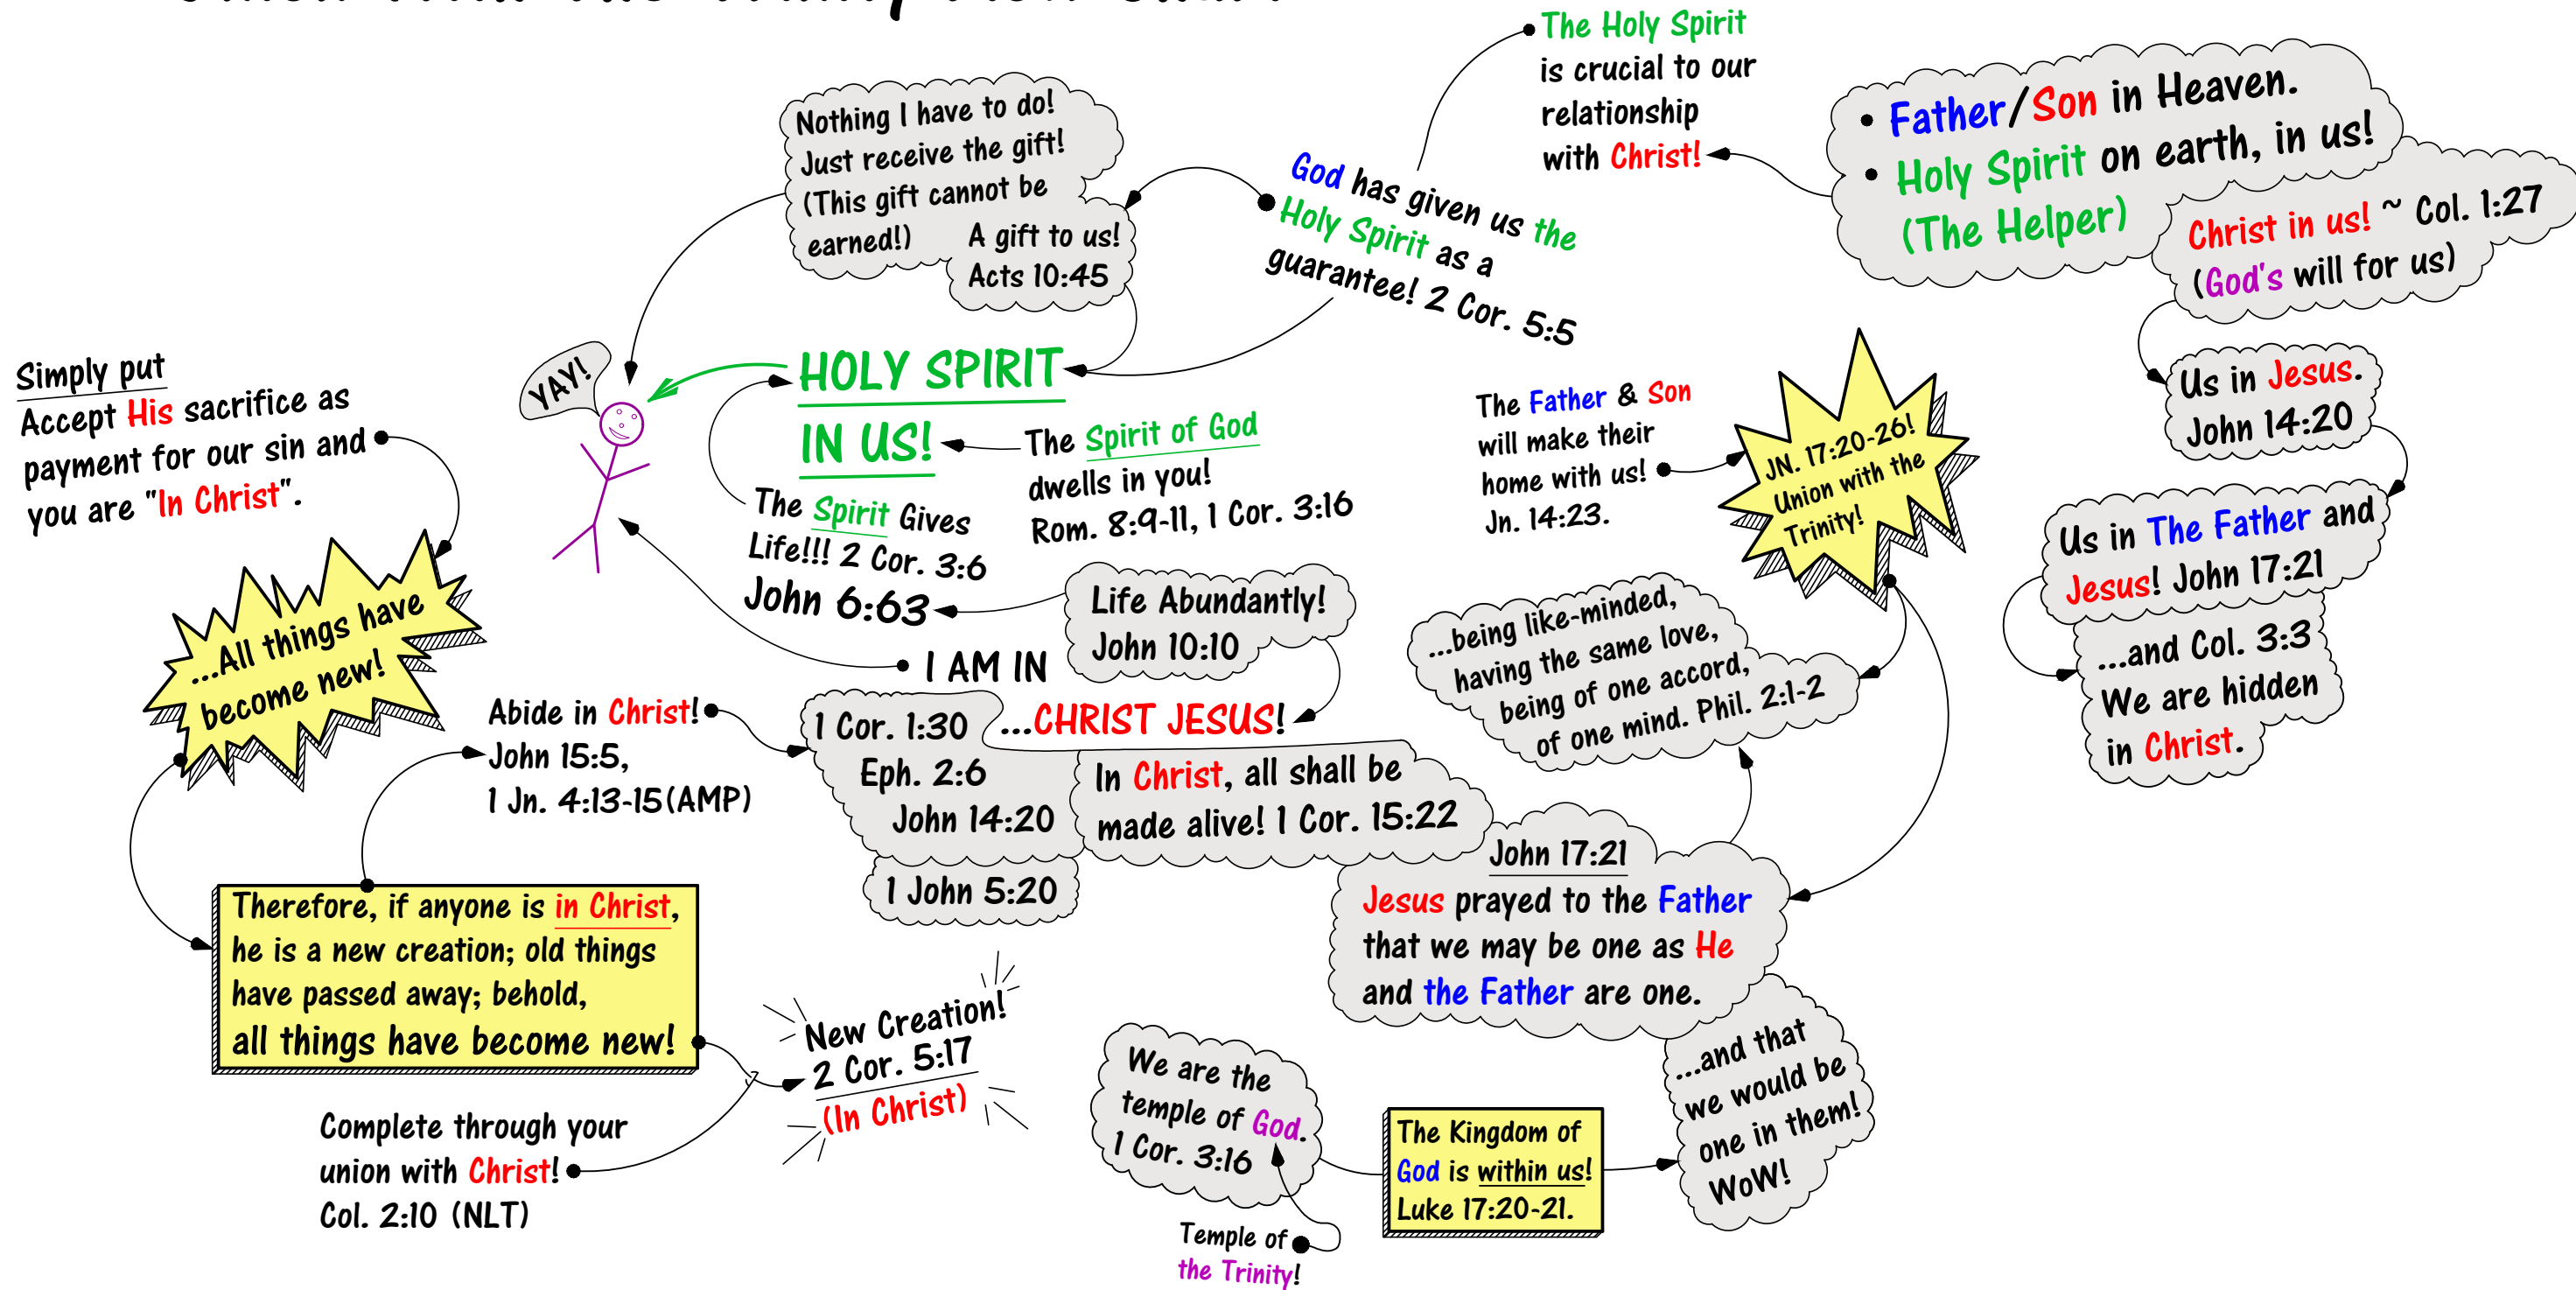 The Holy Spirit
is crucial to our
relationship
with Christ!
• Father/Son in Heaven.
• Holy Spirit on earth, in us!
(The Helper)
Christ in us! ~ Col. 1:27
(God's will for us)
Us in Jesus.
John 14:20
Us in The Father and
Jesus! John 17:21
...and Col. 3:3
We are hidden
in Christ.
Nothing I have to do!
Just receive the gift!
(This gift cannot be
earned!)
A gift to us!
Acts 10:45
God has given us the
Holy Spirit as a
guarantee! 2 Cor. 5:5
Simply put
Accept His sacrifice as
payment for our sin and
you are "In Christ".
YAY!
HOLY SPIRIT
IN US!
The Spirit of God
dwells in you!
Rom. 8:9-11, 1 Cor. 3:16
The Spirit Gives
Life!!! 2 Cor. 3:6
John 6:63
Life Abundantly!
John 10:10
The Father & Son
will make their
home with us!
Jn. 14:23.
JN. 17:20-26!
Union with the
Trinity!
...being like-minded,
having the same love,
being of one accord,
of one mind. Phil. 2:1-2
...All things have
become new!
I AM IN
...CHRIST JESUS!
Abide in Christ!
John 15:5,
1 Jn. 4:13-15(AMP)
1 Cor. 1:30
Eph. 2:6
John 14:20
1 John 5:20
In Christ, all shall be
made alive! 1 Cor. 15:22
John 17:21
Jesus prayed to the Father
that we may be one as He
and the Father are one.
...and that
we would be
one in them!
WoW!
Therefore, if anyone is in Christ,
he is a new creation; old things
have passed away; behold,
all things have become new!
New Creation!
2 Cor. 5:17
(In Christ)
Complete through your
union with Christ!
Col. 2:10 (NLT)
We are the
temple of God.
1 Cor. 3:16
Temple of
the Trinity!
The Kingdom of
God is within us!
Luke 17:20-21.